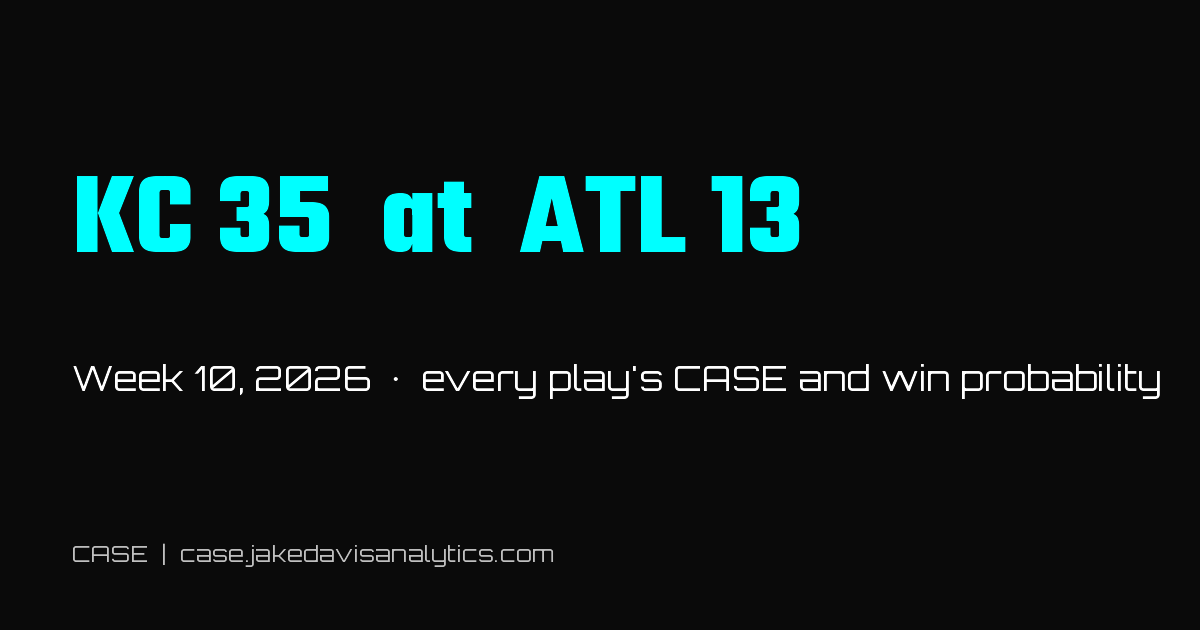 KC 35 at ATL 13
Week 10, 2026 · every play's CASE and win probability
CASE | case.jakedavisanalytics.com